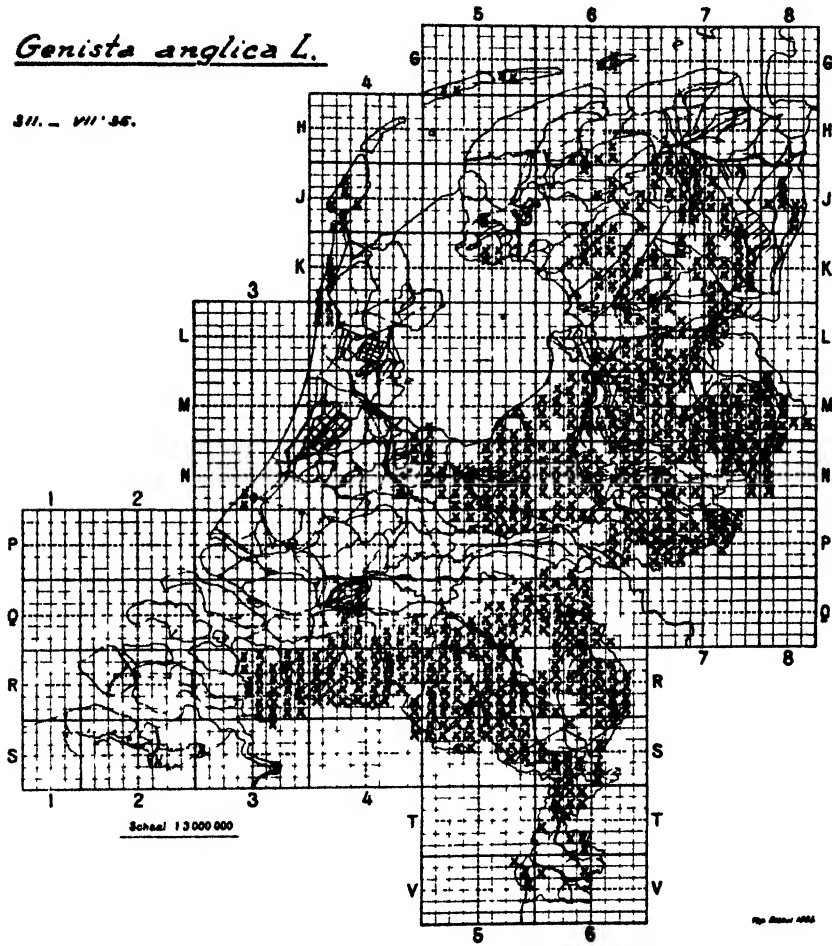 Genista anglica L.
5 6 7 8
G G
4
H H
J J
K K
3
L L
M M
N N
1 2
P P
Q Q
7 8
R R
S S
1 2 3 4
Schaal 1 3 000 000
T T
V V
5 6